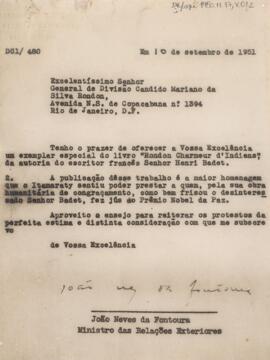 DCI/ 480
Em 10 de setembro de 1951
Excelentíssimo Senhor
General de Divisão Candido Mariano da
Silva Rondon,
Avenida N.S. de Copacabana nº 1394
Rio de Janeiro, D.F.
Tenho o prazer de oferecer a Vossa Excelência
um exemplar especial do livro "Rondon Charmeur d'Indiens",
da autoria do escritor francês Senhor Henri Badet.
2. A publicação dêsse trabalho é a maior homenagem
que o Itamaraty sentiu poder prestar a quem, pela sua obra
humanitária de congraçamento, como bem frisou o desinteres
sado Senhor Badet, fez jús ao Prêmio Nobel da Paz.
Aproveito o ensejo para reiterar os protestos da
perfeita estima e distinta consideração com que me subscre
vo
de Vossa Excelência
João Neves da Fontoura
João Neves da Fontoura
Ministro das Relações Exteriores